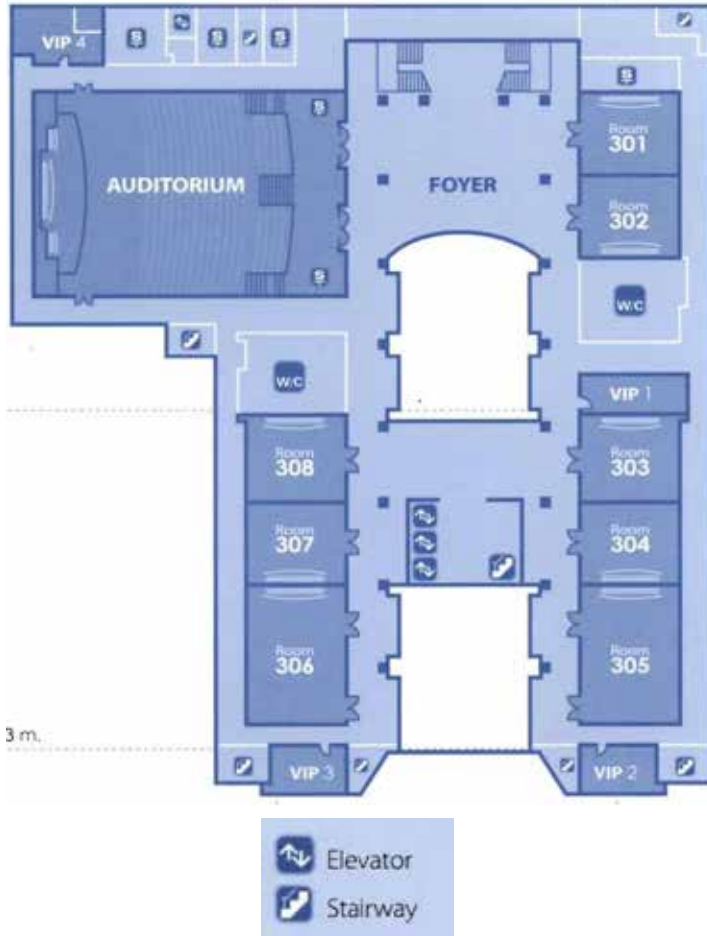 VIP 4
S
S
S
S
Room
301
AUDITORIUM
FOYER
S
Room
302
S
W/C
W/C
VIP 1
Room
308
Room
303
Room
307
Room
304
Room
306
Room
305
3 m.
VIP 3
VIP 2
Elevator
Stairway